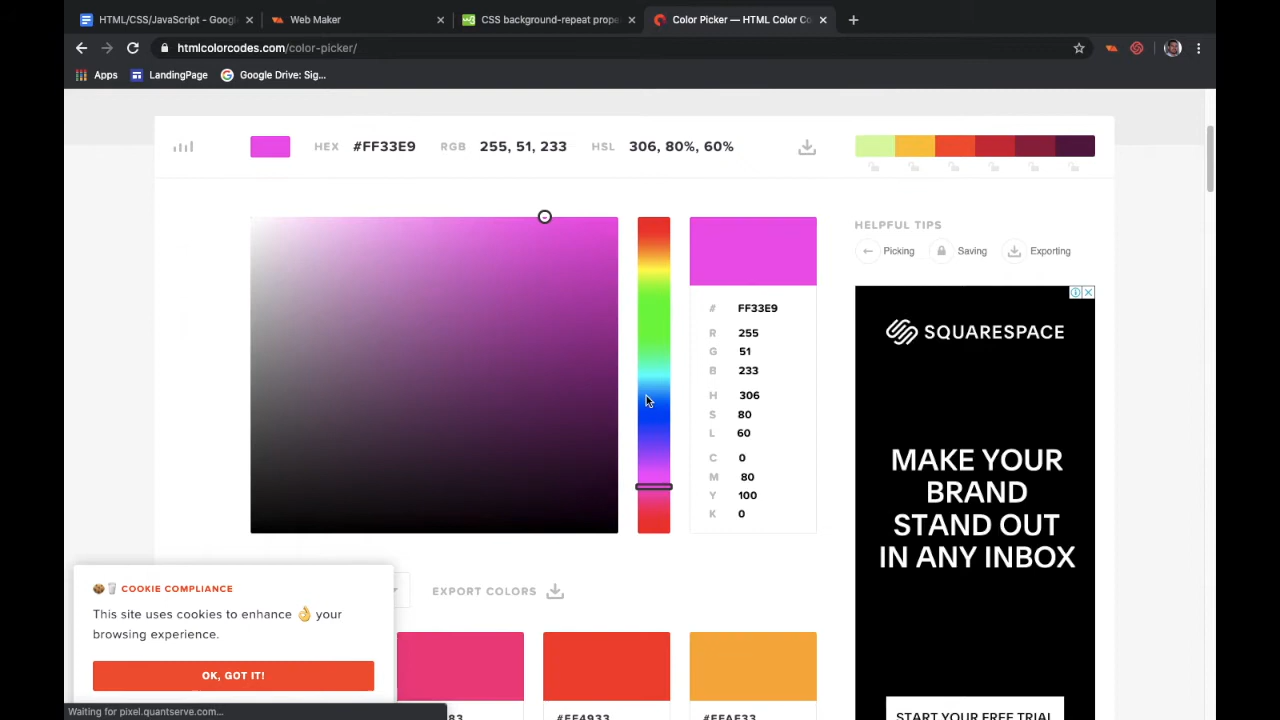 HTML/CSS/JavaScript - Googl
Web Maker
CSS background-repeat prope
Color Picker — HTML Color Co
htmlcolorcodes.com/color-picker/
Apps
LandingPage
Google Drive: Sig...
HEX #FF33E9 RGB 255, 51, 233 HSL 306, 80%, 60%
HELPFUL TIPS
Picking Saving Exporting
# FF33E9
R 255
G 51
B 233
H 306
S 80
L 60
C 0
M 80
Y 100
K 0
SQUARESPACE
MAKE YOUR
BRAND
STAND OUT
IN ANY INBOX
START YOUR FREE TRIAL
EXPORT COLORS
COOKIE COMPLIANCE
This site uses cookies to enhance 👌 your
browsing experience.
OK, GOT IT!
Waiting for pixel.quantserve.com...